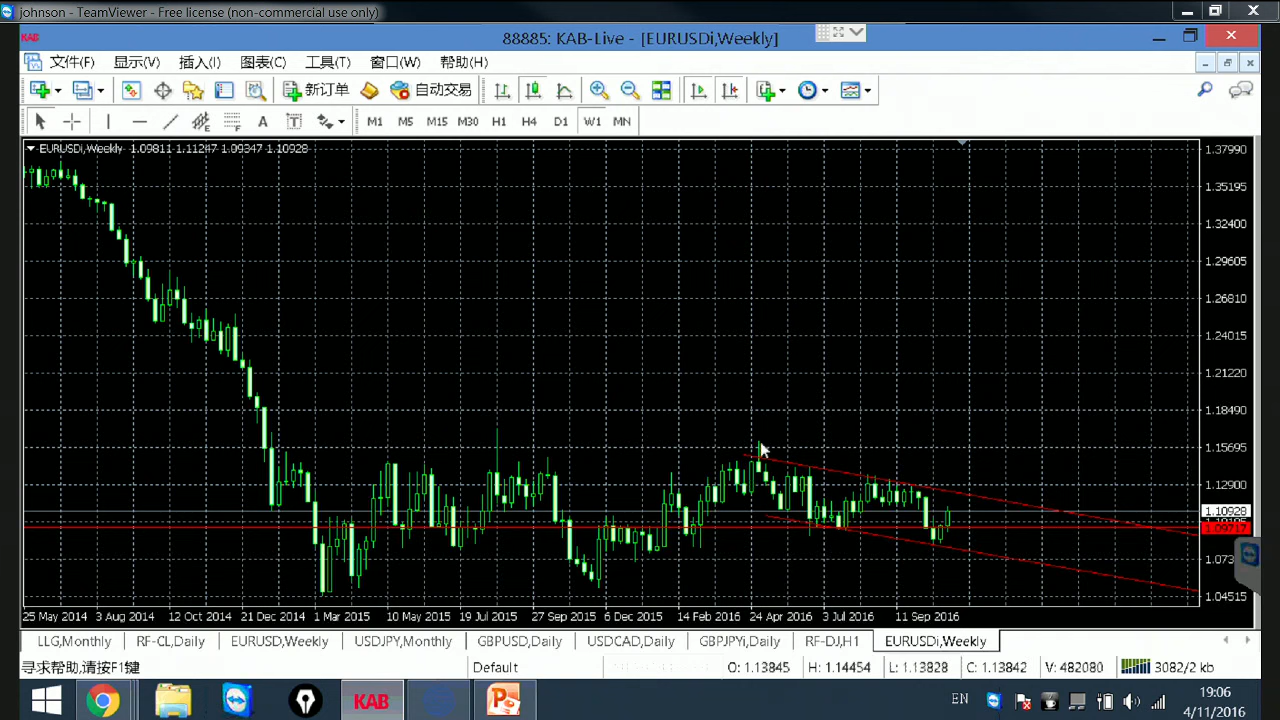 johnson - TeamViewer - Free license (non-commercial use only)
KAB
88885: KAB-Live - [EURUSDi,Weekly]
文件(F) 显示(V) 插入(I) 图表(C) 工具(T) 窗口(W) 帮助(H)
新订单 自动交易
A T M1 M5 M15 M30 H1 H4 D1 W1 MN
EURUSDi,Weekly 1.09811 1.11247 1.09347 1.10928
1.37990
1.35195
1.32400
1.29605
1.26810
1.24015
1.21220
1.18490
1.15695
1.12900
1.10928
1.04515
25 May 2014 3 Aug 2014 12 Oct 2014 21 Dec 2014 1 Mar 2015 10 May 2015 19 Jul 2015 27 Sep 2015 6 Dec 2015 14 Feb 2016 24 Apr 2016 3 Jul 2016 11 Sep 2016
LLG,Monthly RF-CL,Daily EURUSD,Weekly USDJPY,Monthly GBPUSD,Daily USDCAD,Daily GBPJPYi,Daily RF-DJ,H1 EURUSDi,Weekly
寻求帮助,请按F1键 Default O: 1.13845 H: 1.14454 L: 1.13828 C: 1.13842 V: 482080 3082/2 kb
KAB EN 19:06
4/11/2016